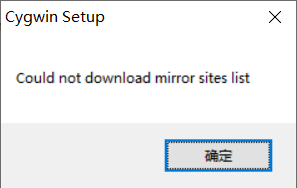 Cygwin Setup
Could not download mirror sites list
确定